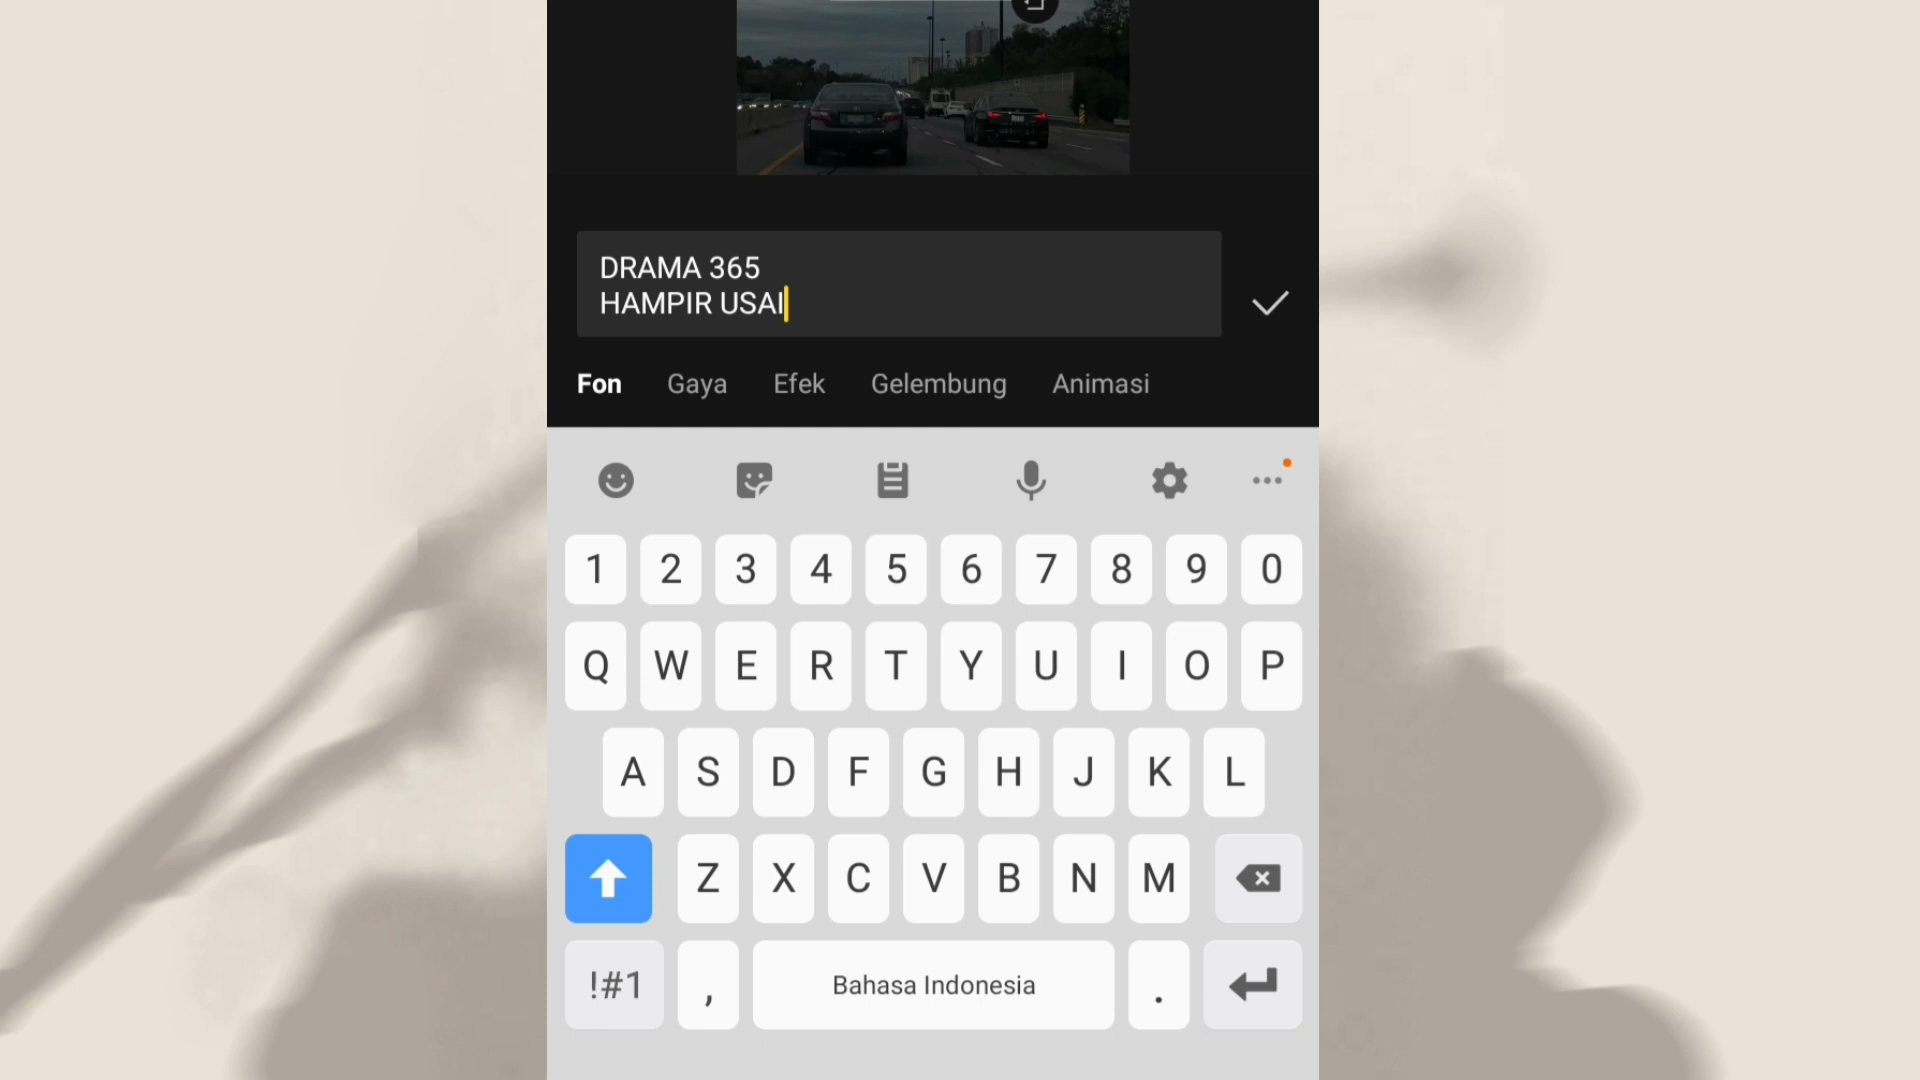 DRAMA 365
HAMPIR USAI
Fon Gaya Efek Gelembung Animasi
1 2 3 4 5 6 7 8 9 0
Q W E R T Y U I O P
A S D F G H J K L
Z X C V B N M
!#1 , Bahasa Indonesia .